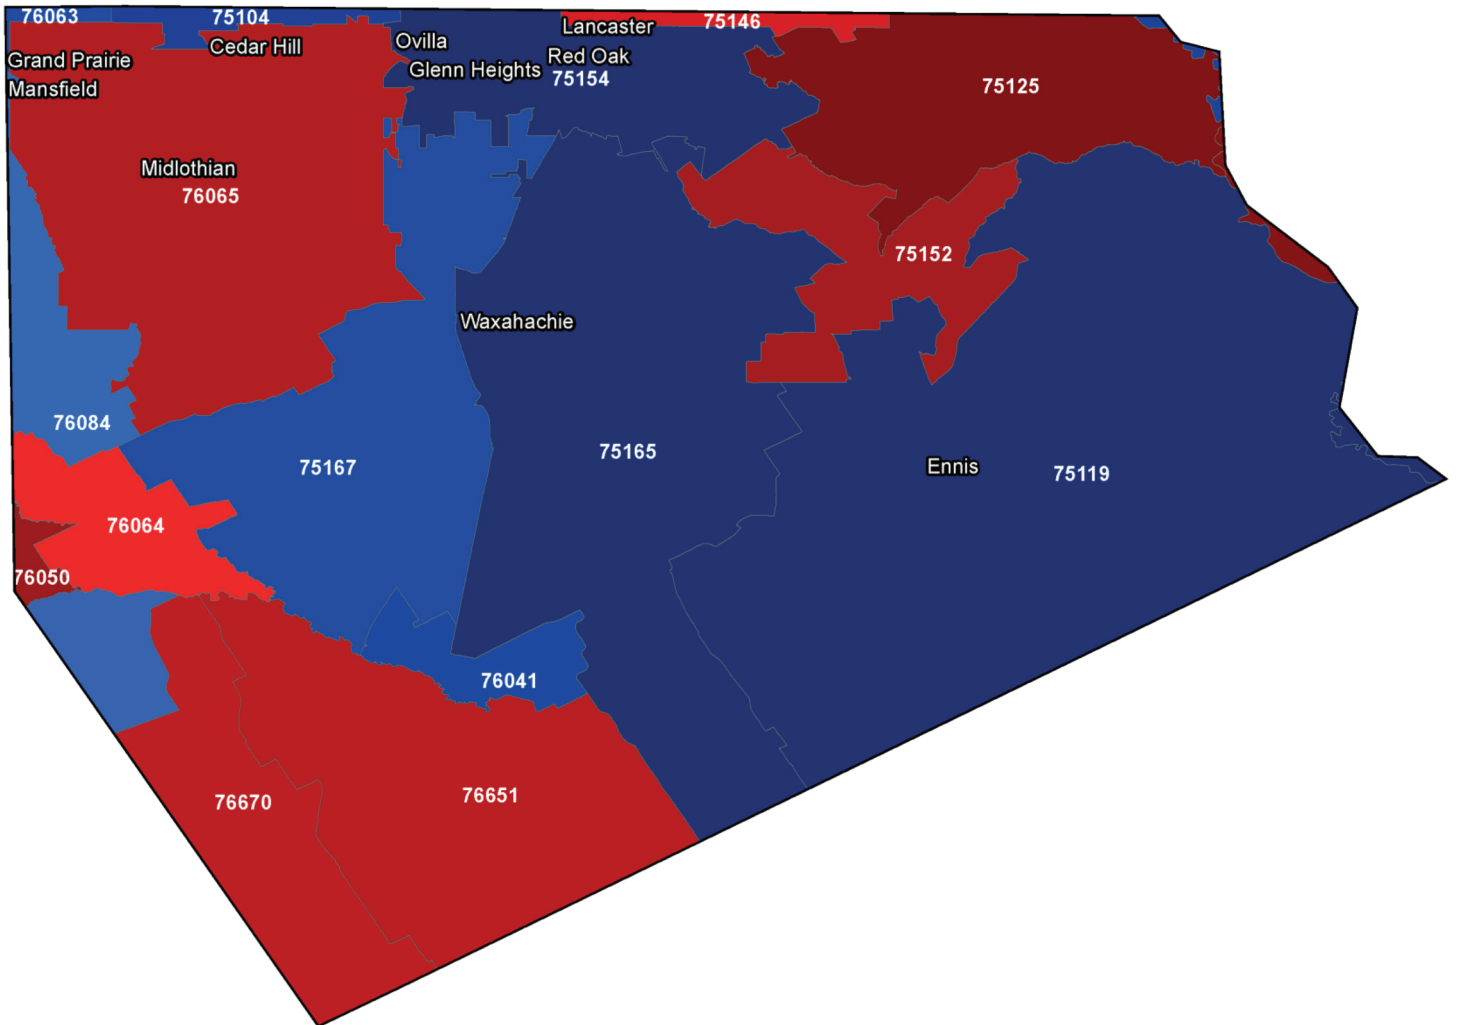 76063
75104
75146
Lancaster
Ovilla
Cedar Hill
Grand Prairie
Red Oak
Glenn Heights
75154
Mansfield
75125
Midlothian
76065
75152
Waxahachie
76084
75165
75167
Ennis
75119
76064
76050
76041
76651
76670